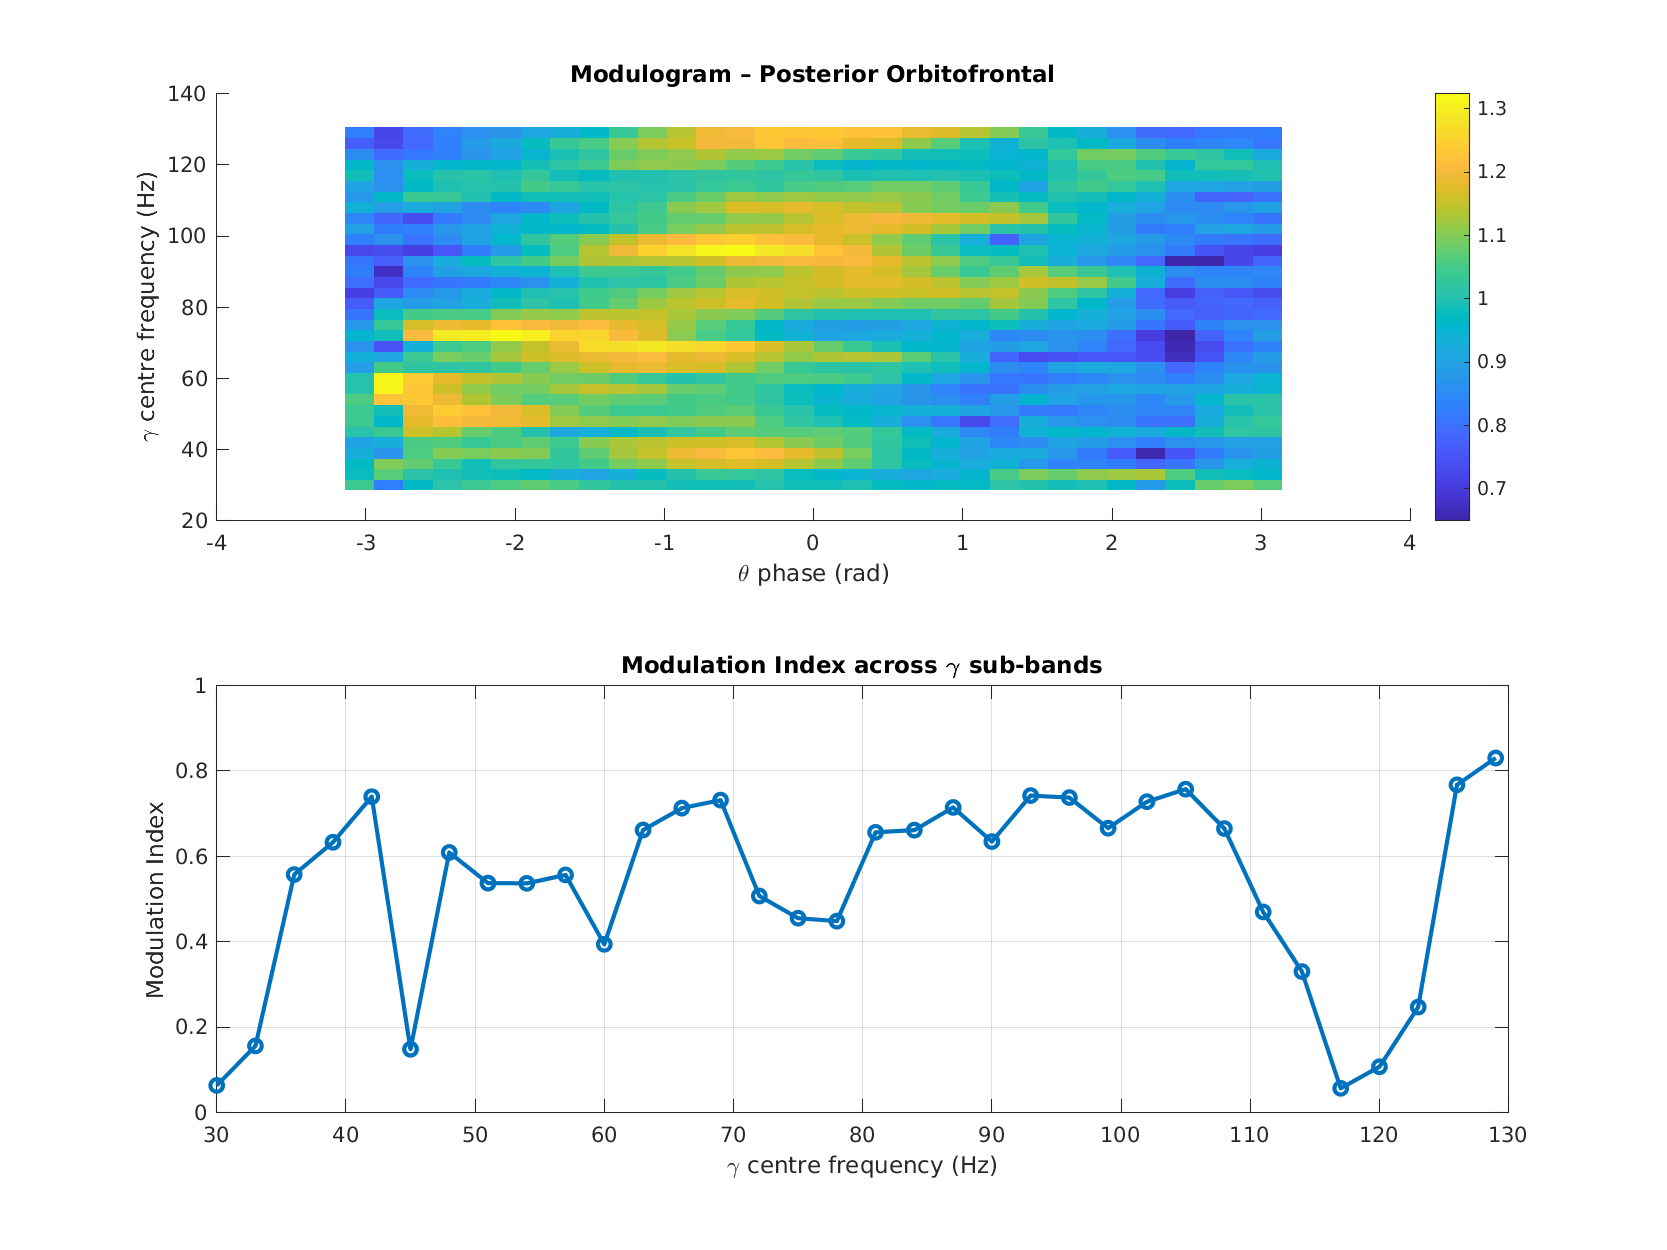 Modulogram – Posterior Orbitofrontal
140
120
100
80
60
40
20
γ centre frequency (Hz)
-4 -3 -2 -1 0 1 2 3 4
θ phase (rad)
1.3
1.2
1.1
1
0.9
0.8
0.7
Modulation Index across γ sub-bands
1
0.8
0.6
0.4
0.2
0
Modulation Index
30 40 50 60 70 80 90 100 110 120 130
γ centre frequency (Hz)